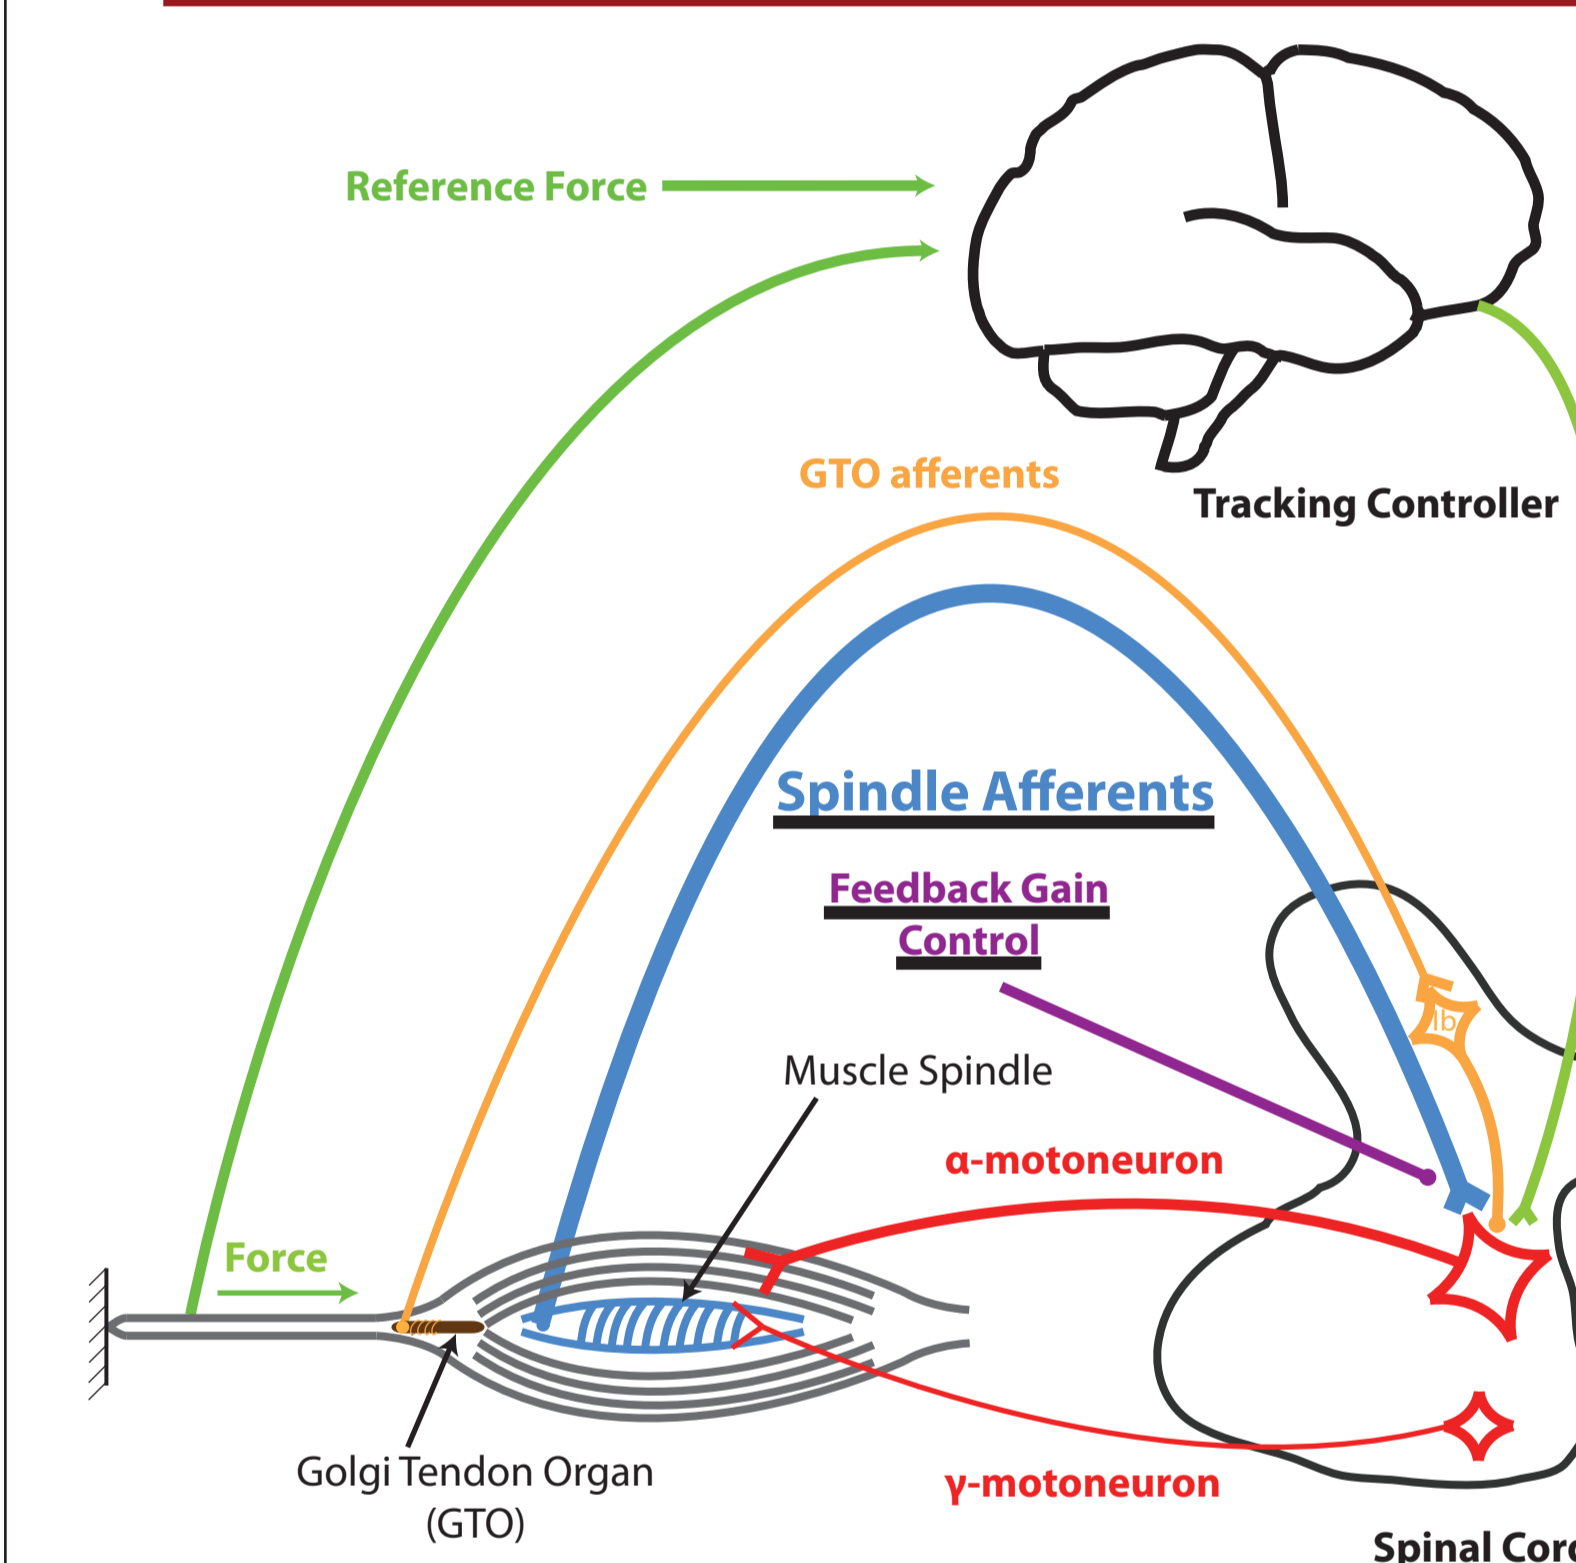 Reference Force
GTO afferents
Tracking Controller
Spindle Afferents
Feedback Gain
Control
Ib
Muscle Spindle
α-motoneuron
Force
Golgi Tendon Organ
(GTO)
γ-motoneuron
Spinal